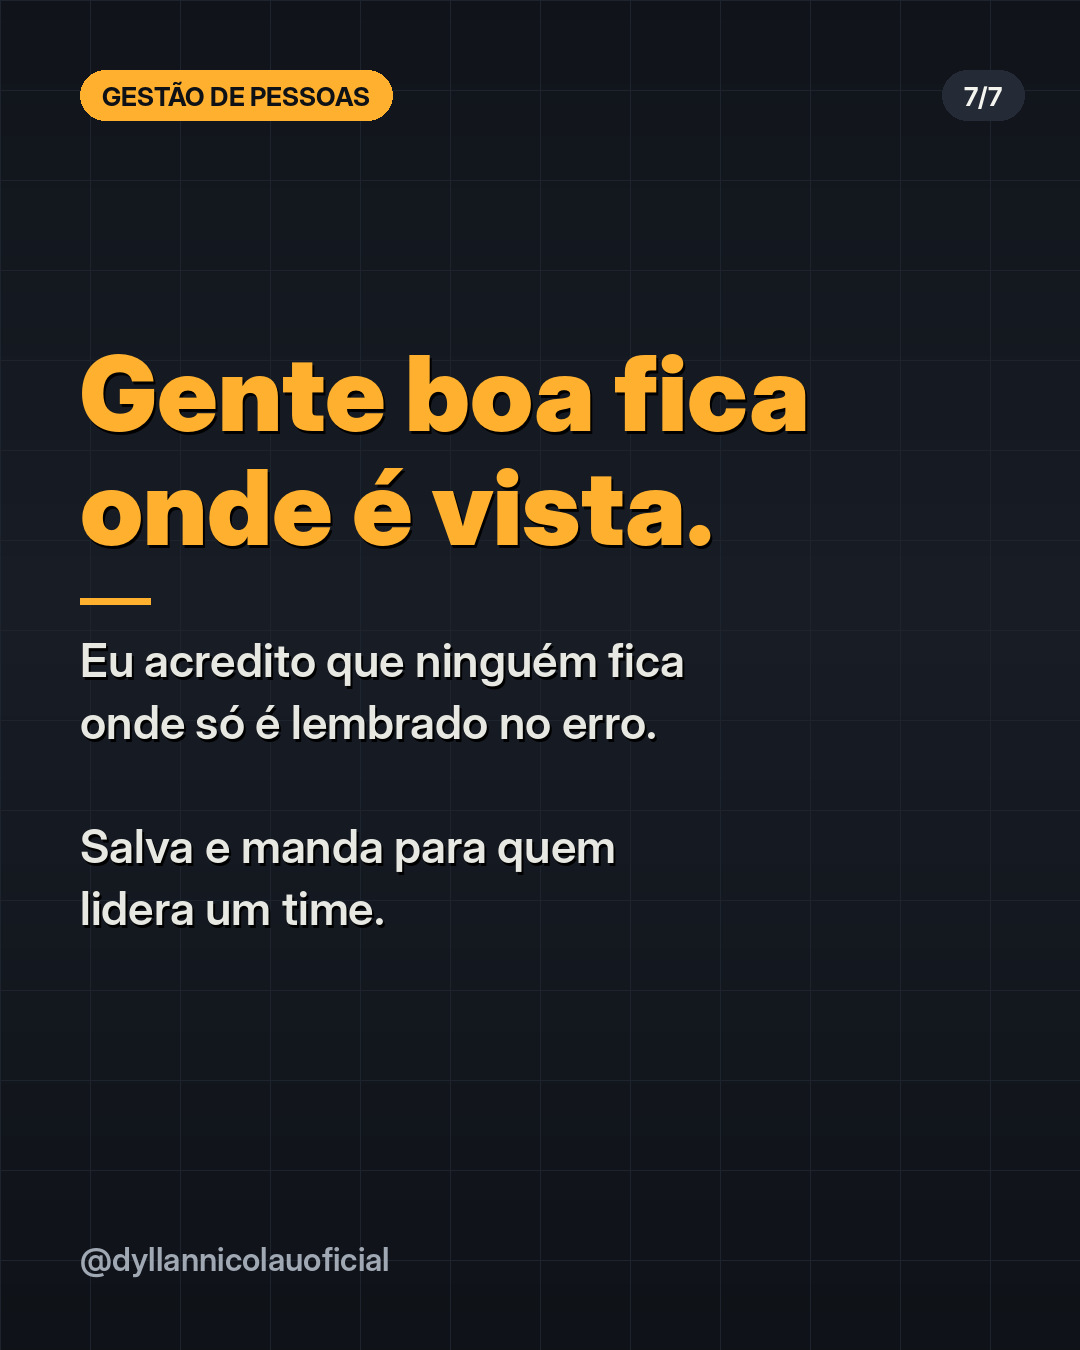 GESTÃO DE PESSOAS
7/7
Gente boa fica
onde é vista.
Eu acredito que ninguém fica
onde só é lembrado no erro.
Salva e manda para quem
lidera um time.
@dyllannicolauoficial